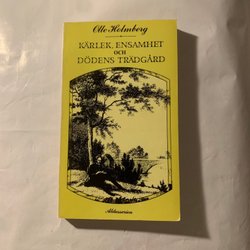 Olle Holmberg
KÄRLEK, ENSAMHET
OCH
DÖDENS TRÄDGÅRD
Aldusserien